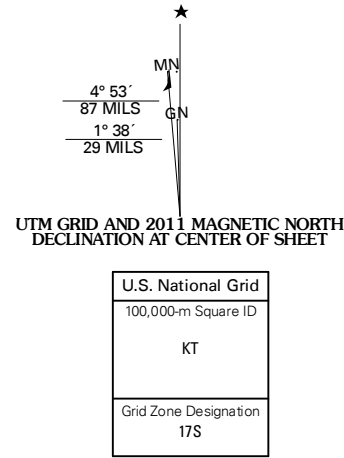 ★
MN
4° 53´
87 MILS
GN
1° 38´
29 MILS
UTM GRID AND 2011 MAGNETIC NORTH
DECLINATION AT CENTER OF SHEET
U.S. National Grid
100,000-m Square ID
KT
Grid Zone Designation
17S